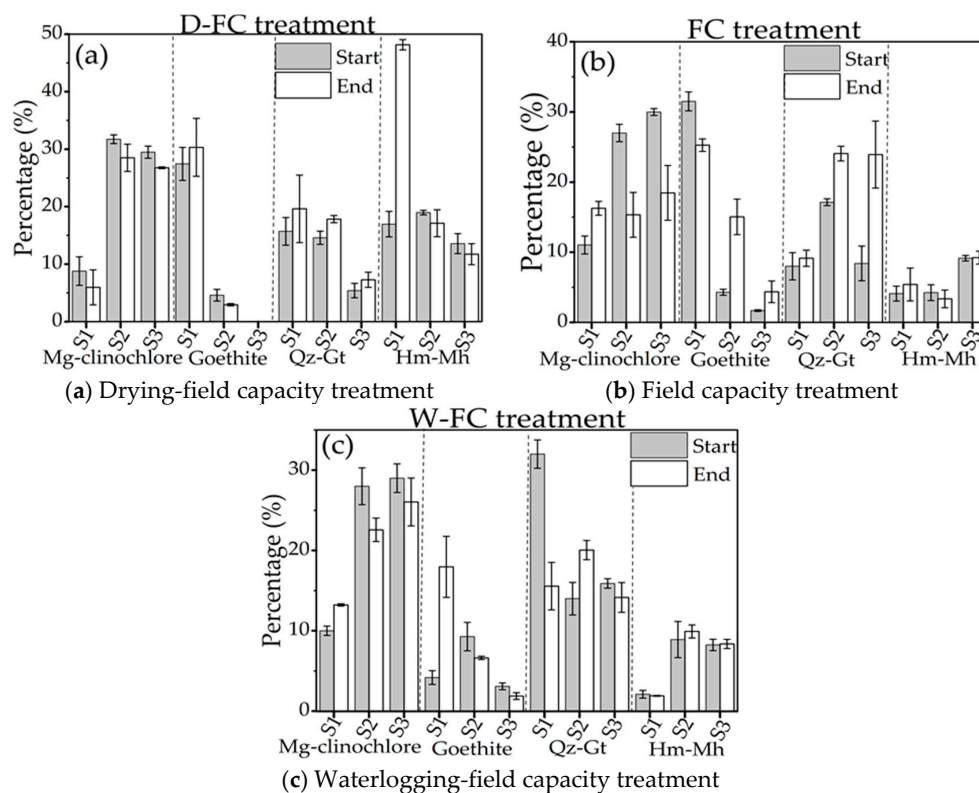 D-FC treatment
(a)
Start
End
Percentage (%)
50
40
30
20
10
0
S1 S2 S3 S1 S2 S3 S1 S2 S3 S1 S2 S3
Mg-clinochlore Goethite Qz-Gt Hm-Mh
(a) Drying-field capacity treatment
FC treatment
(b)
Start
End
Percentage (%)
40
30
20
10
0
S1 S2 S3 S1 S2 S3 S1 S2 S3 S1 S2 S3
Mg-clinochlore Goethite Qz-Gt Hm-Mh
(b) Field capacity treatment
W-FC treatment
(c)
Start
End
Percentage (%)
30
20
10
0
S1 S2 S3 S1 S2 S3 S1 S2 S3 S1 S2 S3
Mg-clinochlore Goethite Qz-Gt Hm-Mh
(c) Waterlogging-field capacity treatment